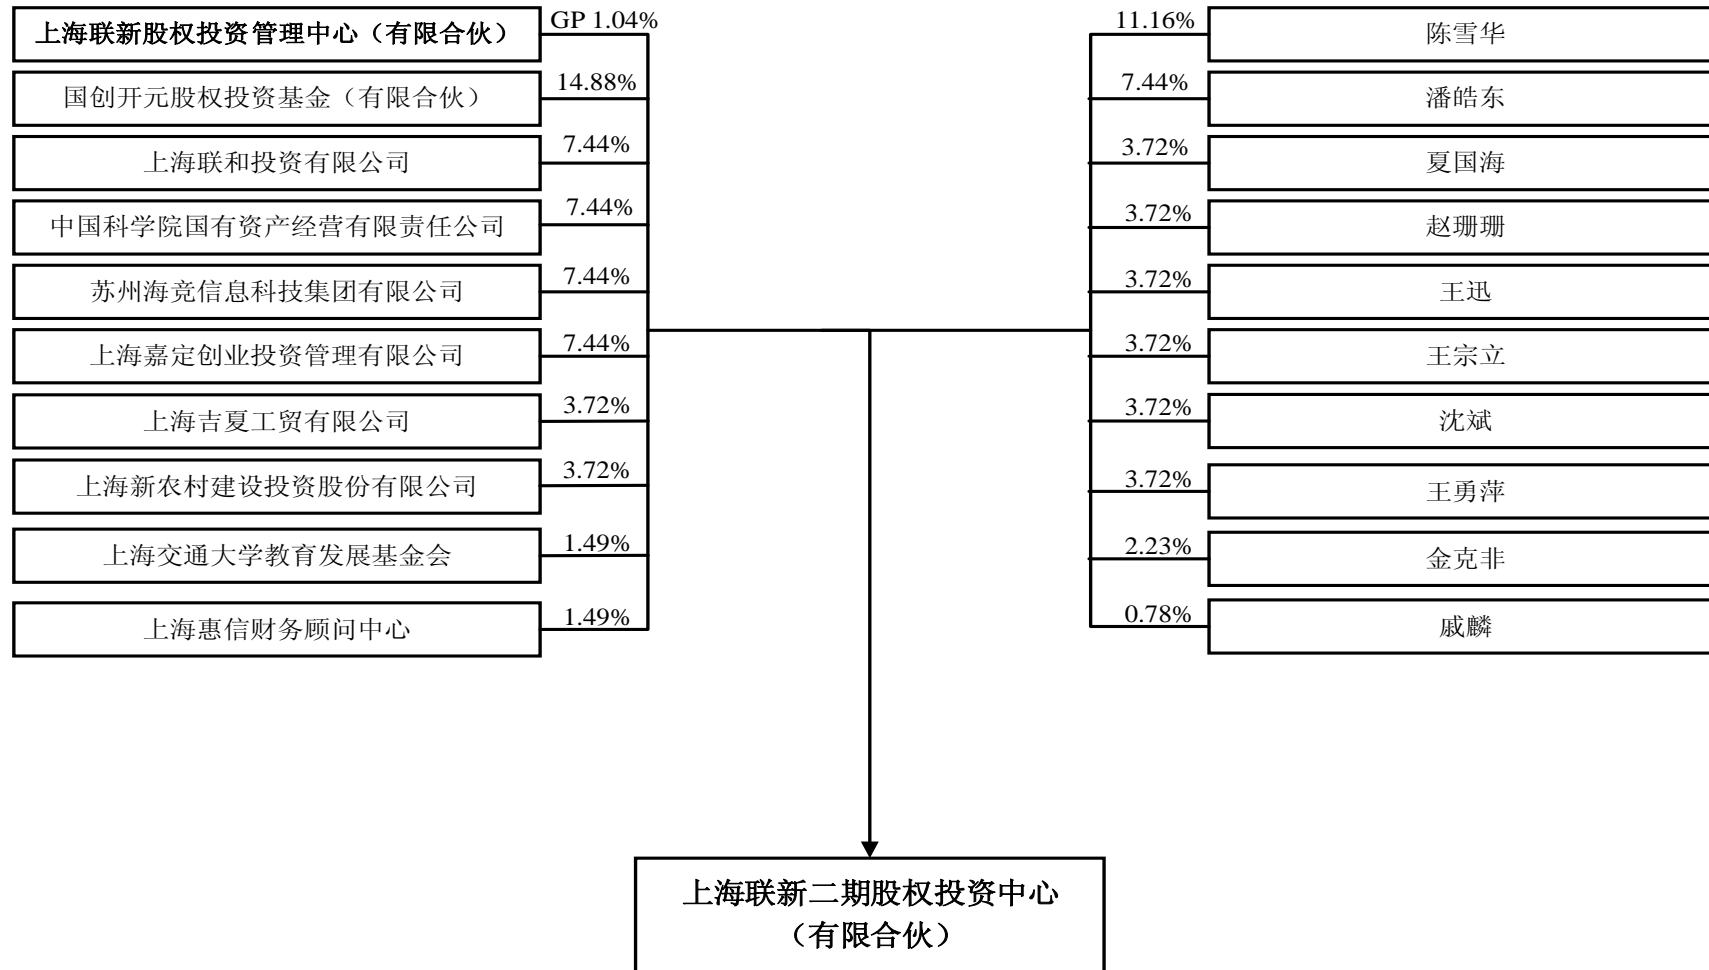 上海联新股权投资管理中心（有限合伙）
GP 1.04%
国创开元股权投资基金（有限合伙）
14.88%
上海联和投资有限公司
7.44%
中国科学院国有资产经营有限责任公司
7.44%
苏州海竞信息科技集团有限公司
7.44%
上海嘉定创业投资管理有限公司
7.44%
上海吉夏工贸有限公司
3.72%
上海新农村建设投资股份有限公司
3.72%
上海交通大学教育发展基金会
1.49%
上海惠信财务顾问中心
1.49%
11.16%
陈雪华
7.44%
潘皓东
3.72%
夏国海
3.72%
赵珊珊
3.72%
王迅
3.72%
王宗立
3.72%
沈斌
3.72%
王勇萍
2.23%
金克非
0.78%
戚麟
上海联新二期股权投资中心
（有限合伙）